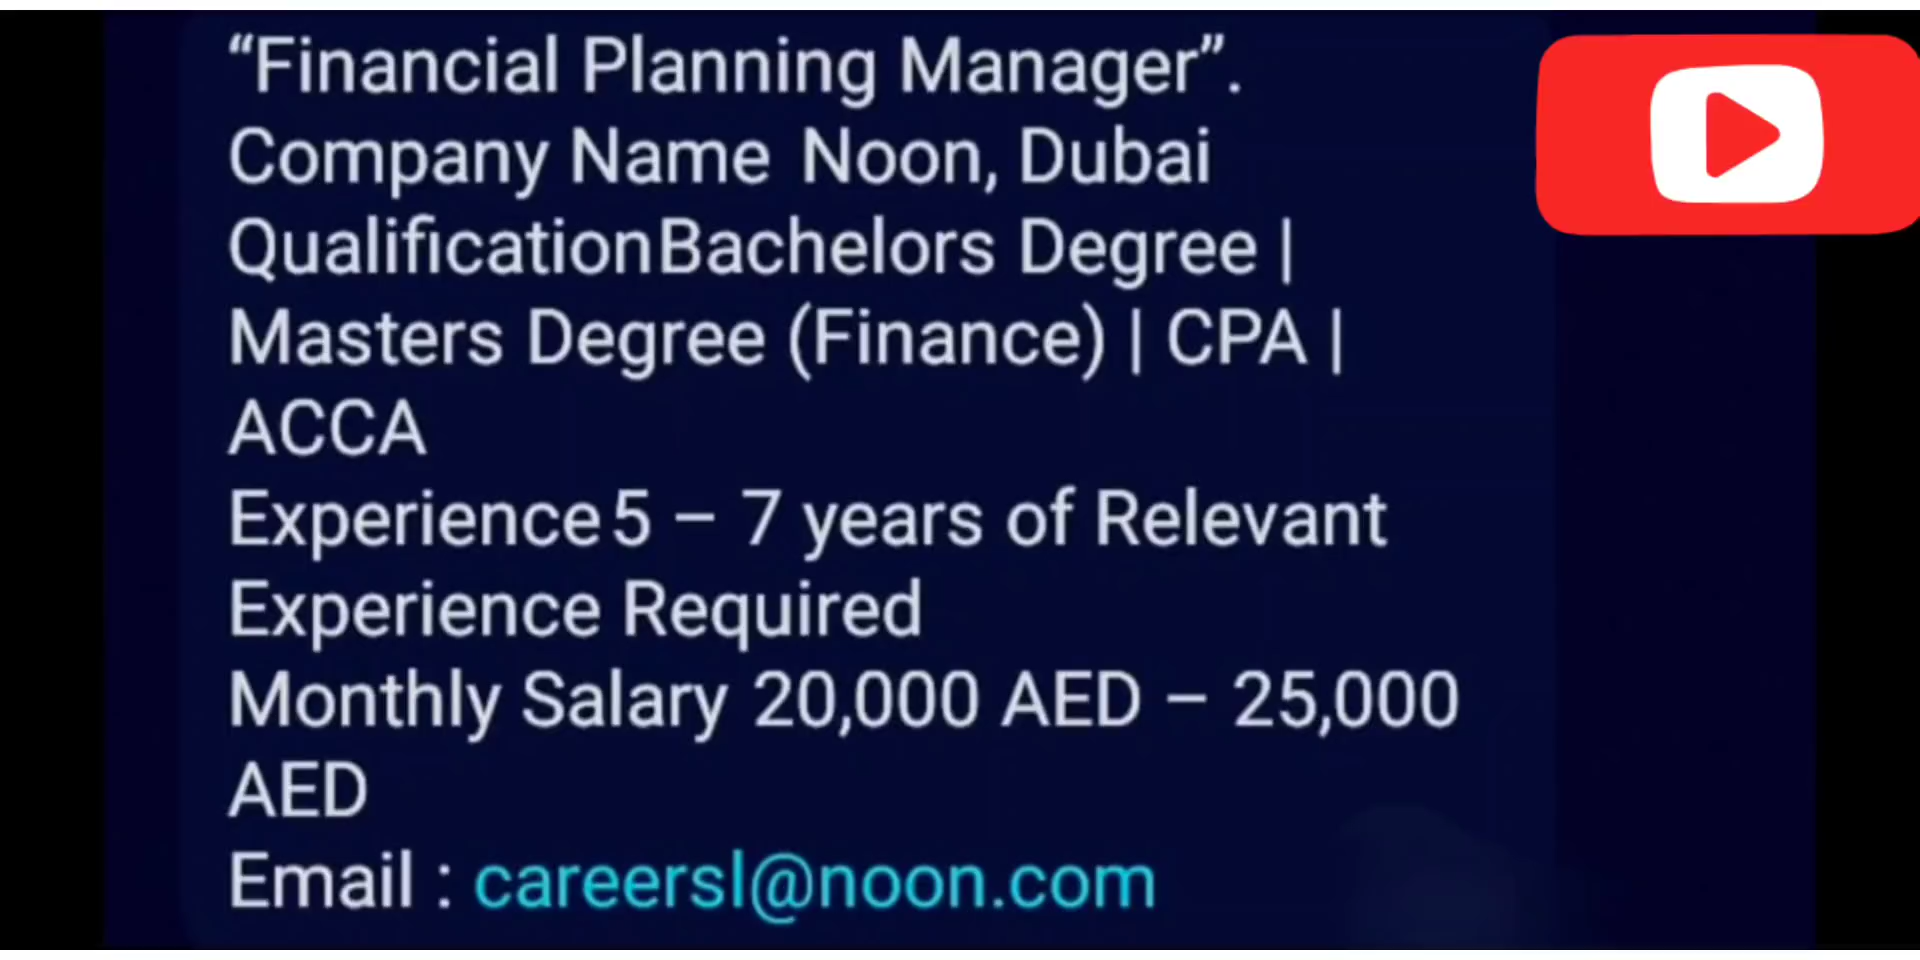 “Financial Planning Manager”.
Company Name Noon, Dubai
QualificationBachelors Degree |
Masters Degree (Finance) | CPA |
ACCA
Experience 5 – 7 years of Relevant
Experience Required
Monthly Salary 20,000 AED – 25,000
AED
Email : careersl@noon.com